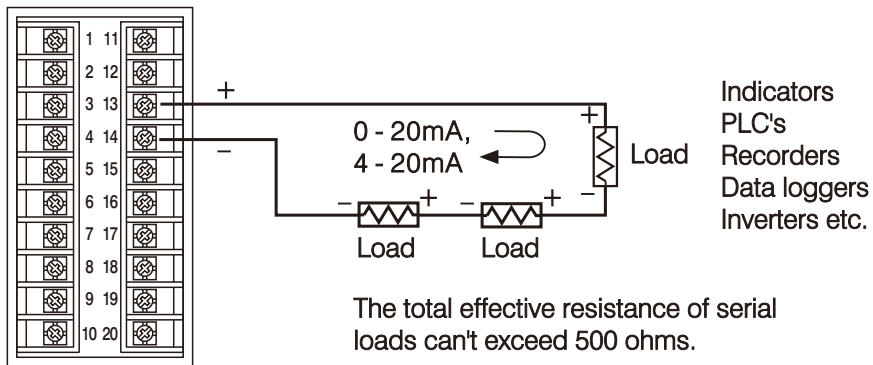 1 11
2 12
3 13
4 14
5 15
6 16
7 17
8 18
9 19
10 20
+
−
0 - 20mA,
4 - 20mA
+
Load
−
− +
Load
− +
Load
Indicators
PLC's
Recorders
Data loggers
Inverters etc.
The total effective resistance of serial
loads can't exceed 500 ohms.